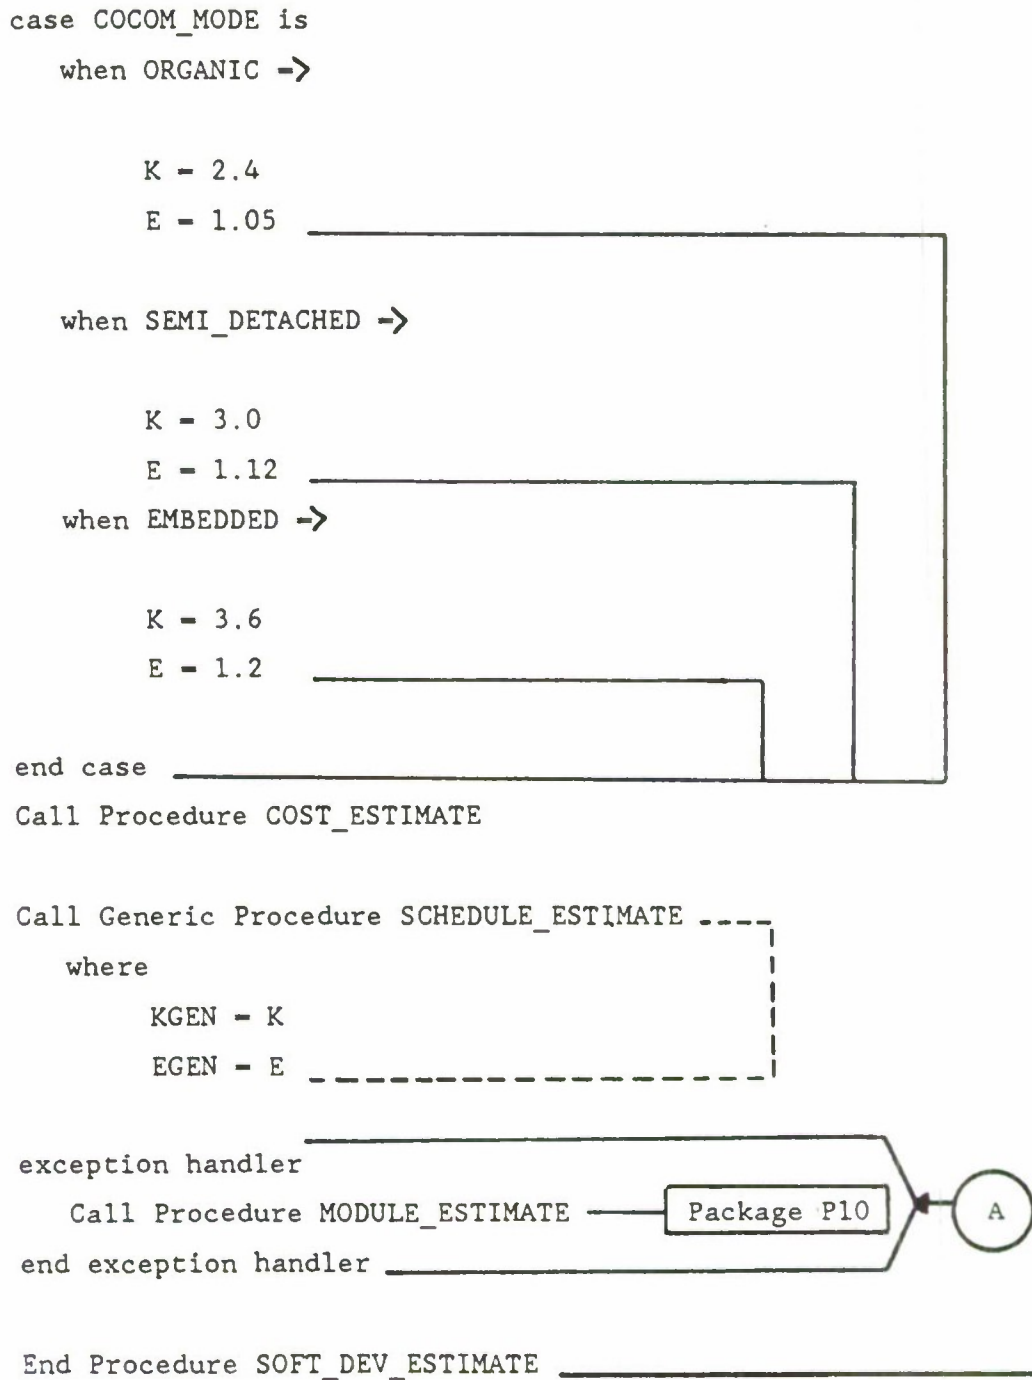 case COCOM_MODE is
when ORGANIC =>
K = 2.4
E = 1.05
when SEMI_DETACHED =>
K = 3.0
E = 1.12
when EMBEDDED =>
K = 3.6
E = 1.2
end case
Call Procedure COST_ESTIMATE
Call Generic Procedure SCHEDULE_ESTIMATE
where
KGEN = K
EGEN = E
exception handler
Call Procedure MODULE_ESTIMATE Package P10 A
end exception handler
End Procedure SOFT_DEV_ESTIMATE